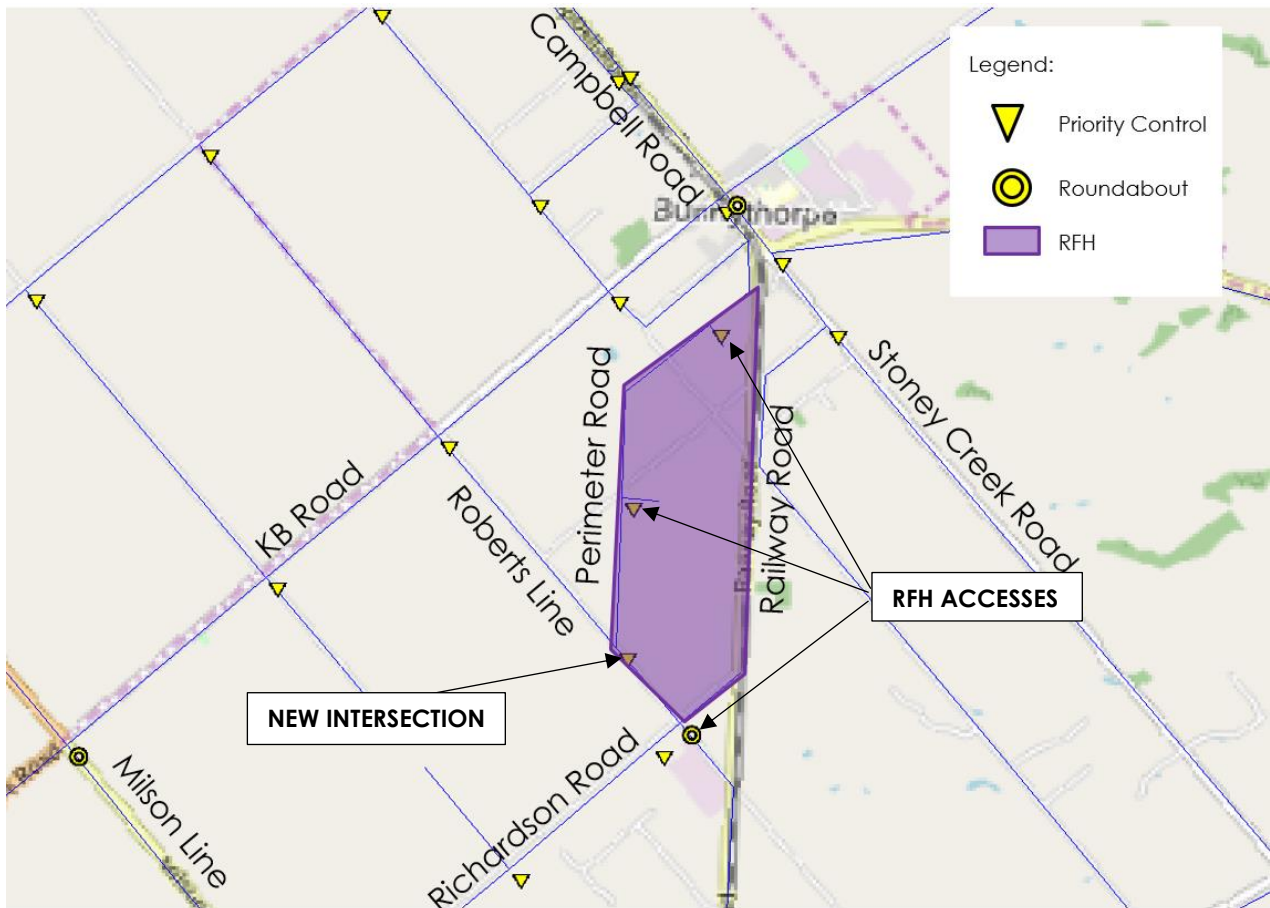 Campbell Road
Legend:
Priority Control
Roundabout
RFH
Bunnythorpe
Stoney Creek Road
Perimeter Road
Railway Road
KB Road
Roberts Line
RFH ACCESSES
NEW INTERSECTION
Richardson Road
Milson Line